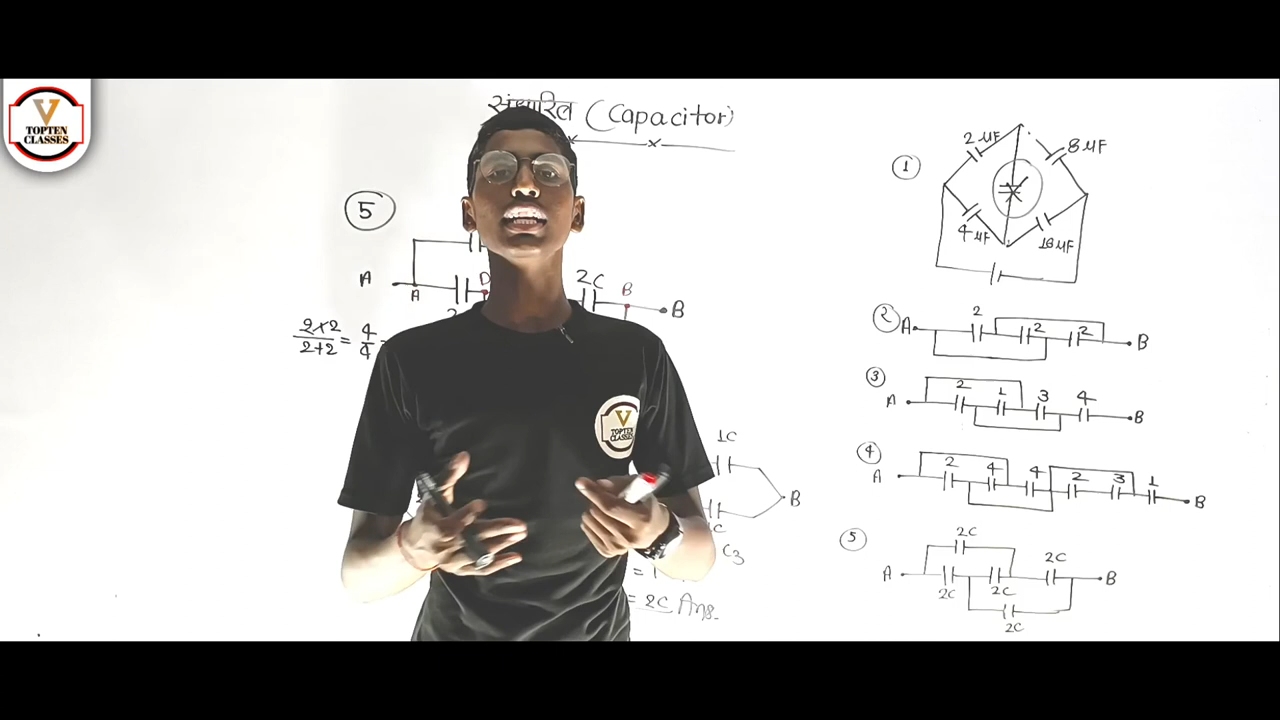 TOPTEN
CLASSES
संधारित्र (Capacitor)
5
A
A
D
2C
B
B
2×2
2+2
= 4
4
V
TOPTEN
CLASSES
1C
B
C
C3
=
= 2C Ans.
1
2 μF
8 μF
4 μF
16 μF
2
A
2
2
2
B
3
A
2
1
3
4
B
4
A
2
4
4
2
3
1
B
5
2C
A
2C
2C
2C
B
2C